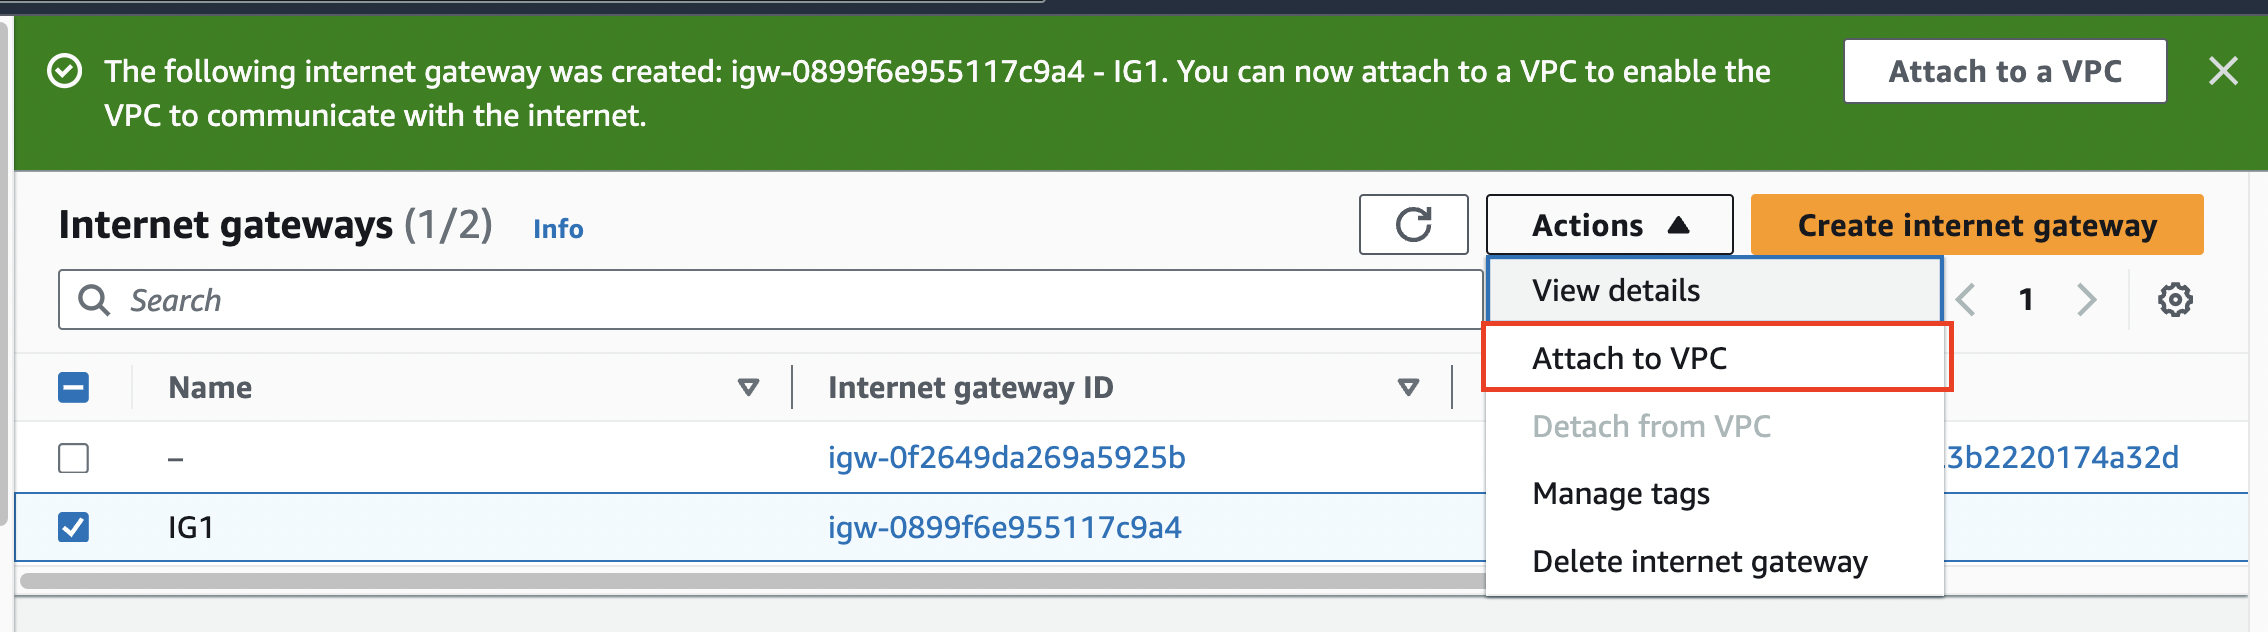 The following internet gateway was created: igw-0899f6e955117c9a4 - IG1. You can now attach to a VPC to enable the
VPC to communicate with the internet.
Attach to a VPC
Internet gateways (1/2) Info
Actions
Create internet gateway
Search
View details
1
Attach to VPC
Name
Internet gateway ID
Detach from VPC
–
igw-0f2649da269a5925b
3b2220174a32d
Manage tags
IG1
igw-0899f6e955117c9a4
Delete internet gateway